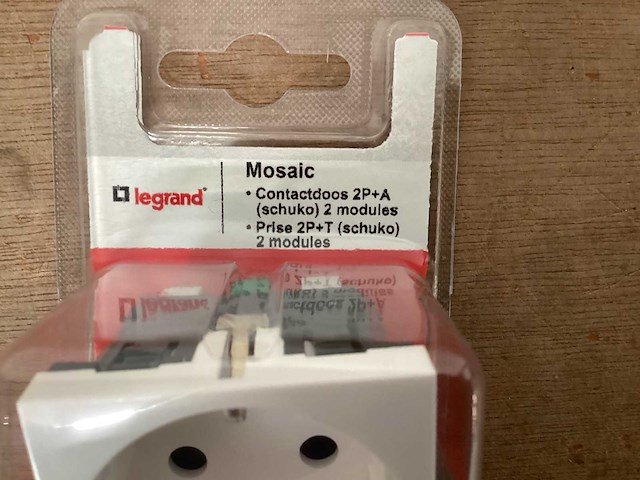 legrand
Mosaic
• Contactdoos 2P+A
(schuko) 2 modules
• Prise 2P+T (schuko)
2 modules